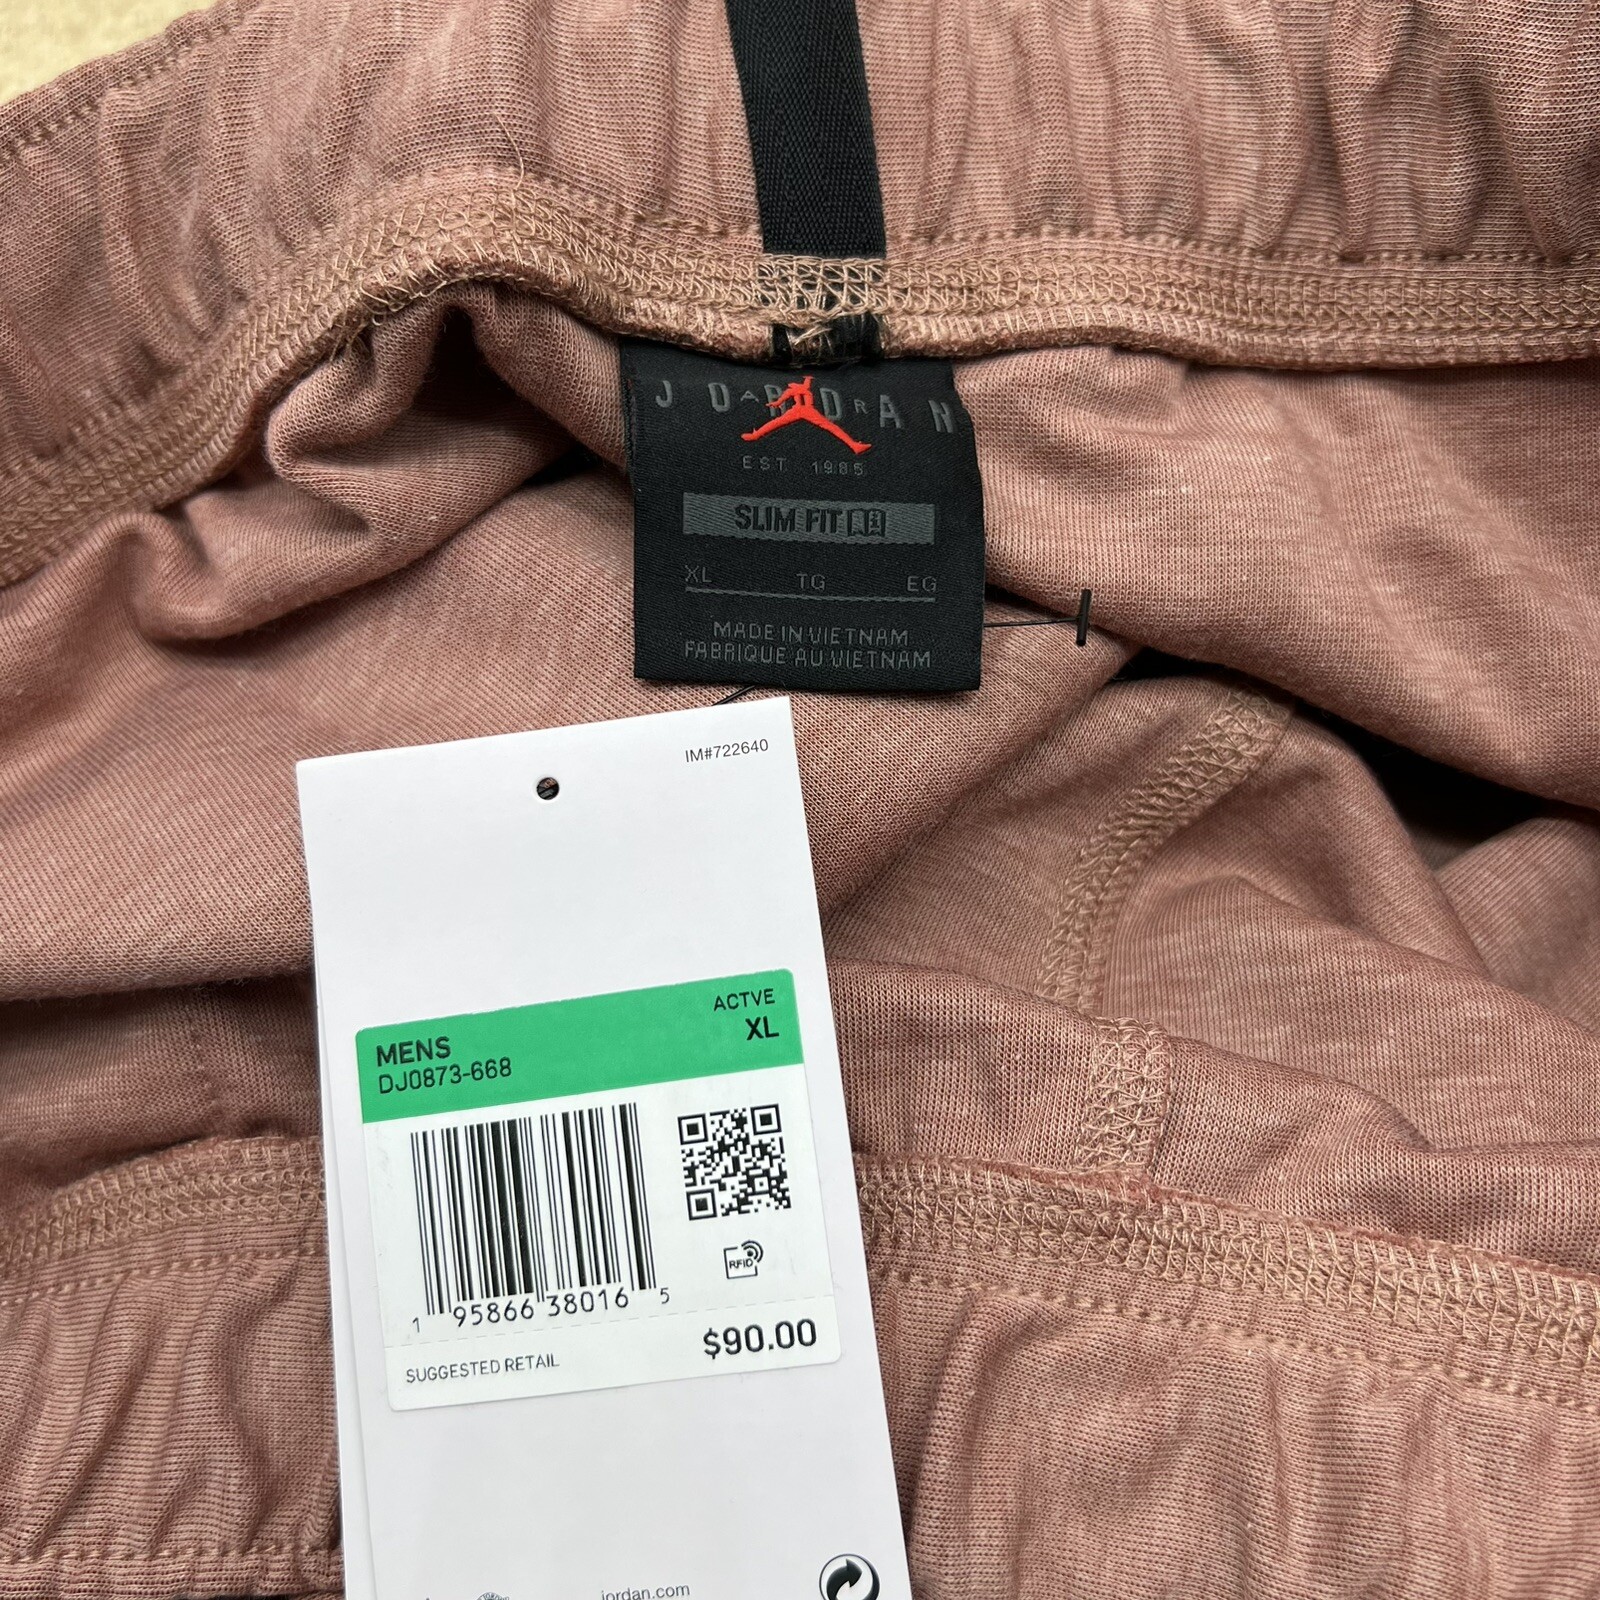 JORDAN
AIR
EST. 1985
SLIM FIT
XL TG EG
MADE IN VIETNAM
FABRIQUE AU VIETNAM
IM#722640
ACTVE
MENS XL
DJ0873-668
RFID
1 95866 38016 5
$90.00
SUGGESTED RETAIL
jordan.com